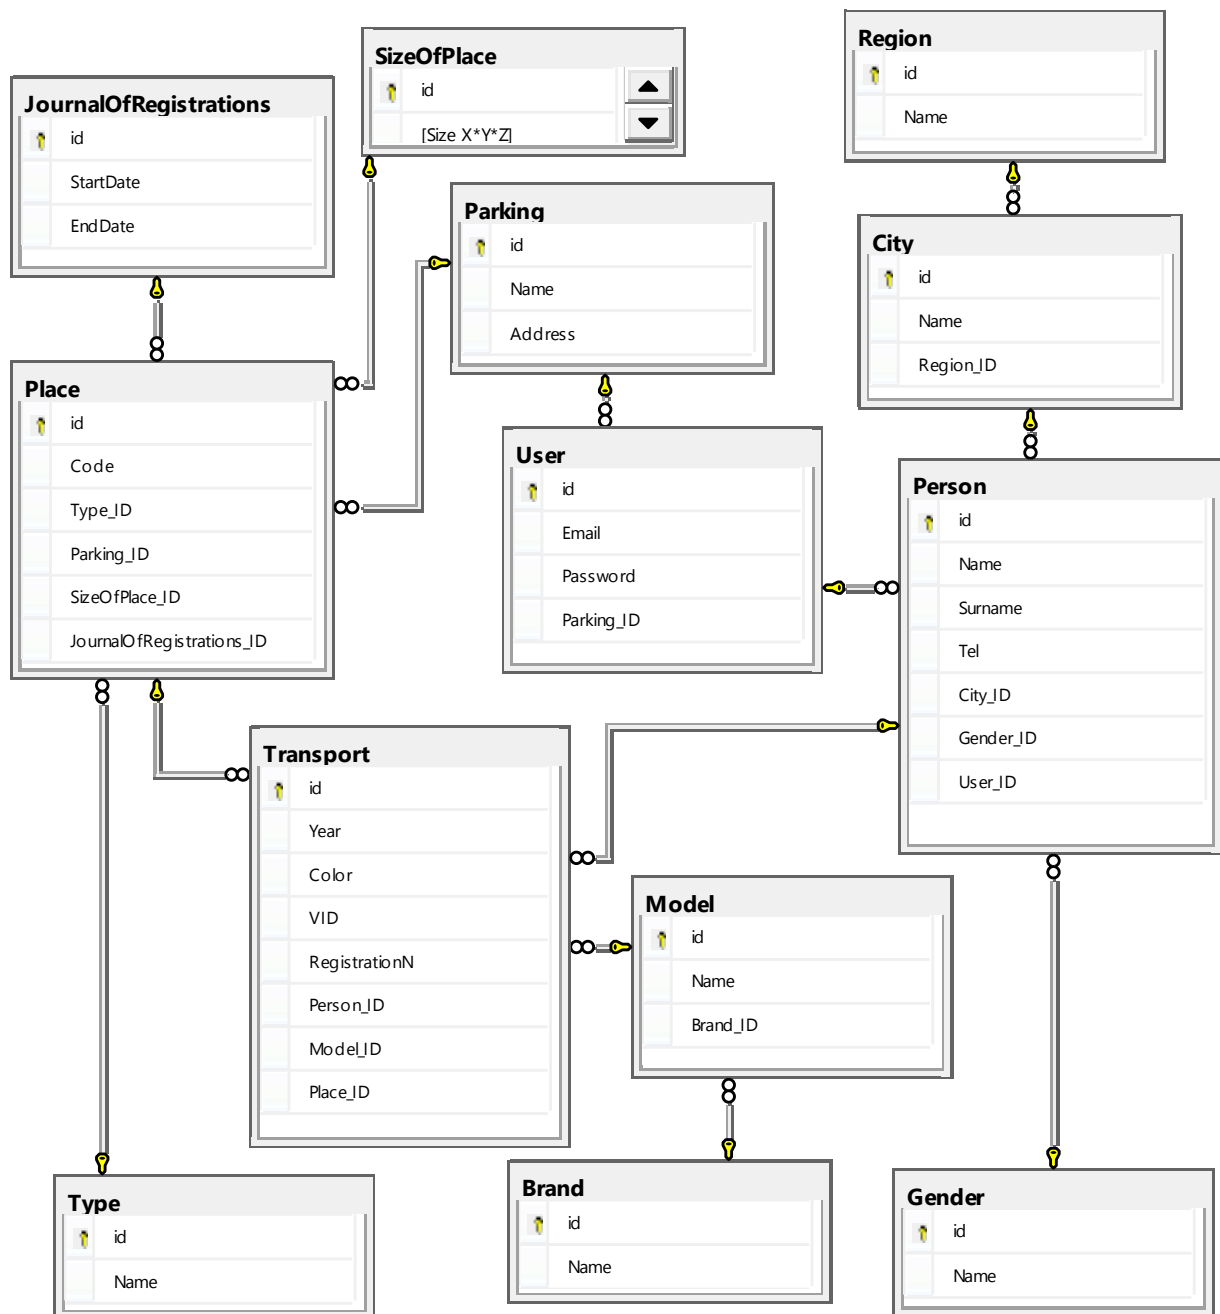 SizeOfPlace
id
[Size X*Y*Z]
Region
id
Name
JournalOfRegistrations
id
StartDate
EndDate
Parking
id
Name
Address
City
id
Name
Region_ID
Place
id
Code
Type_ID
Parking_ID
SizeOfPlace_ID
JournalOfRegistrations_ID
User
id
Email
Password
Parking_ID
Person
id
Name
Surname
Tel
City_ID
Gender_ID
User_ID
Transport
id
Year
Color
VID
RegistrationN
Person_ID
Model_ID
Place_ID
Model
id
Name
Brand_ID
Type
id
Name
Brand
id
Name
Gender
id
Name